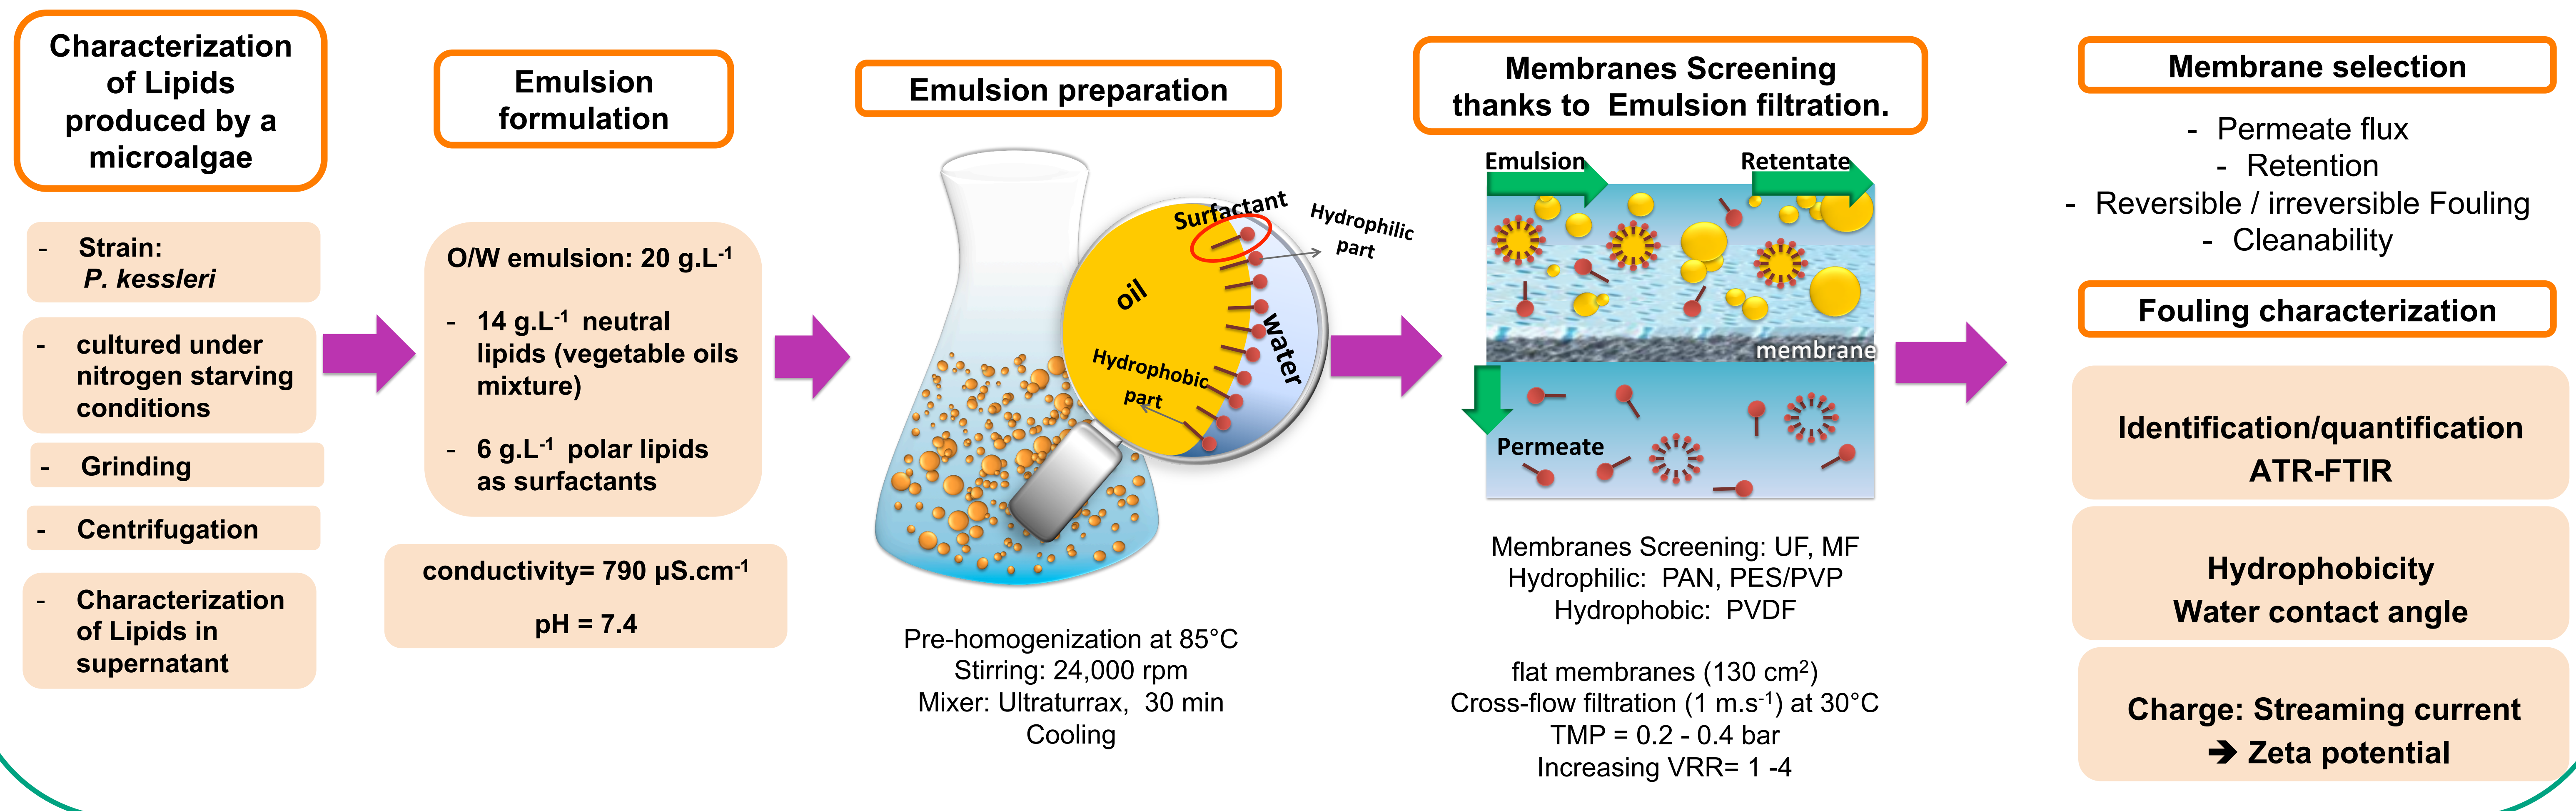 Characterization
of Lipids
produced by a
microalgae
- Strain:
P. kessleri
- cultured under
nitrogen starving
conditions
- Grinding
- Centrifugation
- Characterization
of Lipids in
supernatant
Emulsion
formulation
O/W emulsion: 20 g.L⁻¹
- 14 g.L⁻¹ neutral
lipids (vegetable oils
mixture)
- 6 g.L⁻¹ polar lipids
as surfactants
conductivity= 790 µS.cm⁻¹
pH = 7.4
Emulsion preparation
Surfactant
Hydrophilic
part
oil
water
Hydrophobic
part
Pre-homogenization at 85°C
Stirring: 24,000 rpm
Mixer: Ultraturrax, 30 min
Cooling
Membranes Screening
thanks to Emulsion filtration.
Emulsion
Retentate
membrane
Permeate
Membranes Screening: UF, MF
Hydrophilic: PAN, PES/PVP
Hydrophobic: PVDF
flat membranes (130 cm²)
Cross-flow filtration (1 m.s⁻¹) at 30°C
TMP = 0.2 - 0.4 bar
Increasing VRR= 1 -4
Membrane selection
- Permeate flux
- Retention
- Reversible / irreversible Fouling
- Cleanability
Fouling characterization
Identification/quantification
ATR-FTIR
Hydrophobicity
Water contact angle
Charge: Streaming current
➔ Zeta potential